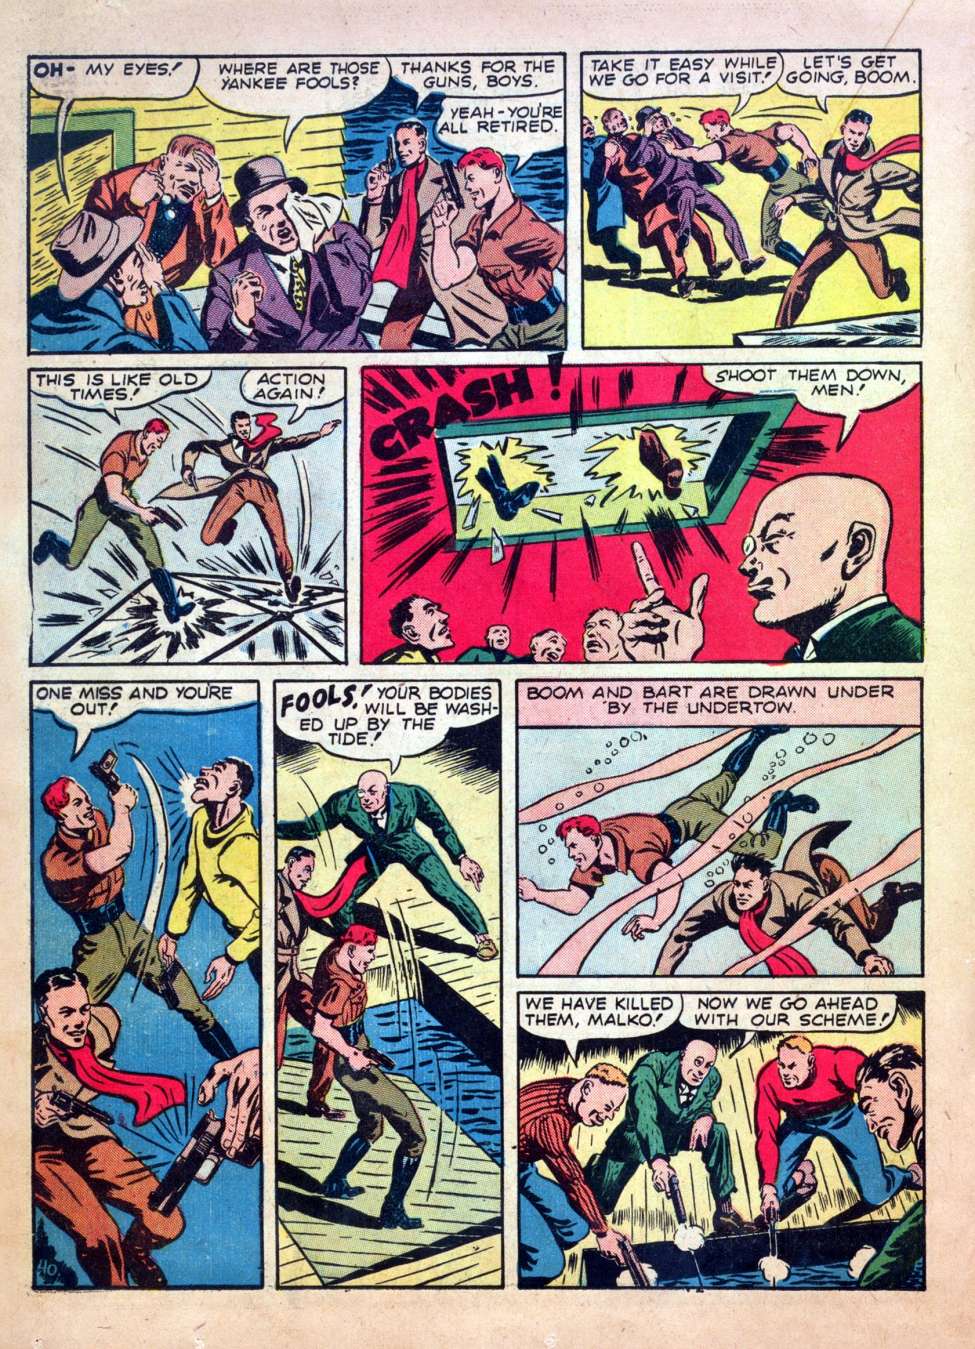 OH- MY EYES!
WHERE ARE THOSE
YANKEE FOOLS?
THANKS FOR THE
GUNS, BOYS.
YEAH-YOU'RE
ALL RETIRED.
TAKE IT EASY WHILE
WE GO FOR A VISIT!
LET'S GET
GOING, BOOM.
THIS IS LIKE OLD
TIMES!
ACTION
AGAIN!
CRASH!
SHOOT THEM DOWN,
MEN!
ONE MISS AND YOU'RE
OUT!
FOOLS! YOUR BODIES
WILL BE WASH-
ED UP BY THE
TIDE!
BOOM AND BART ARE DRAWN UNDER
BY THE UNDERTOW.
WE HAVE KILLED
THEM, MALKO!
NOW WE GO AHEAD
WITH OUR SCHEME!
40